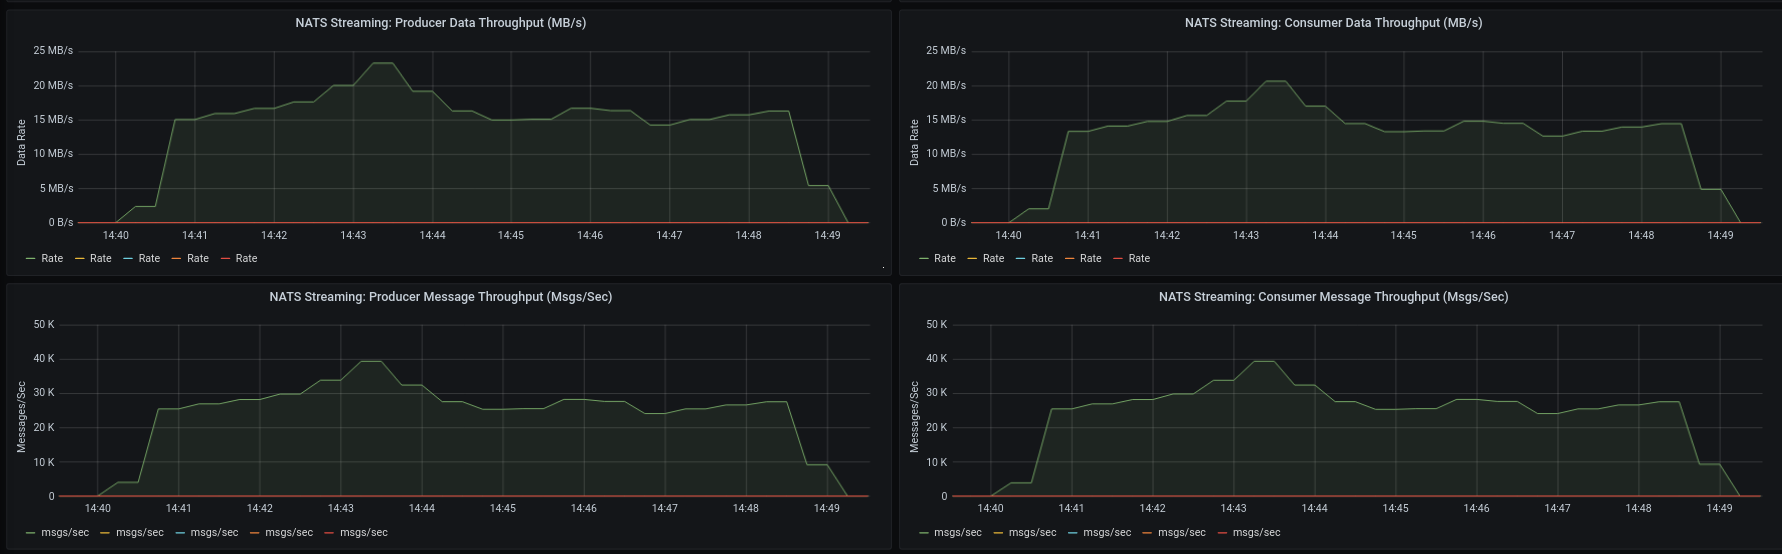 NATS Streaming: Producer Data Throughput (MB/s)
25 MB/s
20 MB/s
15 MB/s
10 MB/s
5 MB/s
0 B/s
Data Rate
14:40 14:41 14:42 14:43 14:44 14:45 14:46 14:47 14:48 14:49
Rate Rate Rate Rate Rate
NATS Streaming: Consumer Data Throughput (MB/s)
25 MB/s
20 MB/s
15 MB/s
10 MB/s
5 MB/s
0 B/s
Data Rate
14:40 14:41 14:42 14:43 14:44 14:45 14:46 14:47 14:48 14:49
Rate Rate Rate Rate Rate
NATS Streaming: Producer Message Throughput (Msgs/Sec)
50 K
40 K
30 K
20 K
10 K
0
Messages/Sec
14:40 14:41 14:42 14:43 14:44 14:45 14:46 14:47 14:48 14:49
msgs/sec msgs/sec msgs/sec msgs/sec msgs/sec
NATS Streaming: Consumer Message Throughput (Msgs/Sec)
50 K
40 K
30 K
20 K
10 K
0
Messages/Sec
14:40 14:41 14:42 14:43 14:44 14:45 14:46 14:47 14:48 14:49
msgs/sec msgs/sec msgs/sec msgs/sec msgs/sec